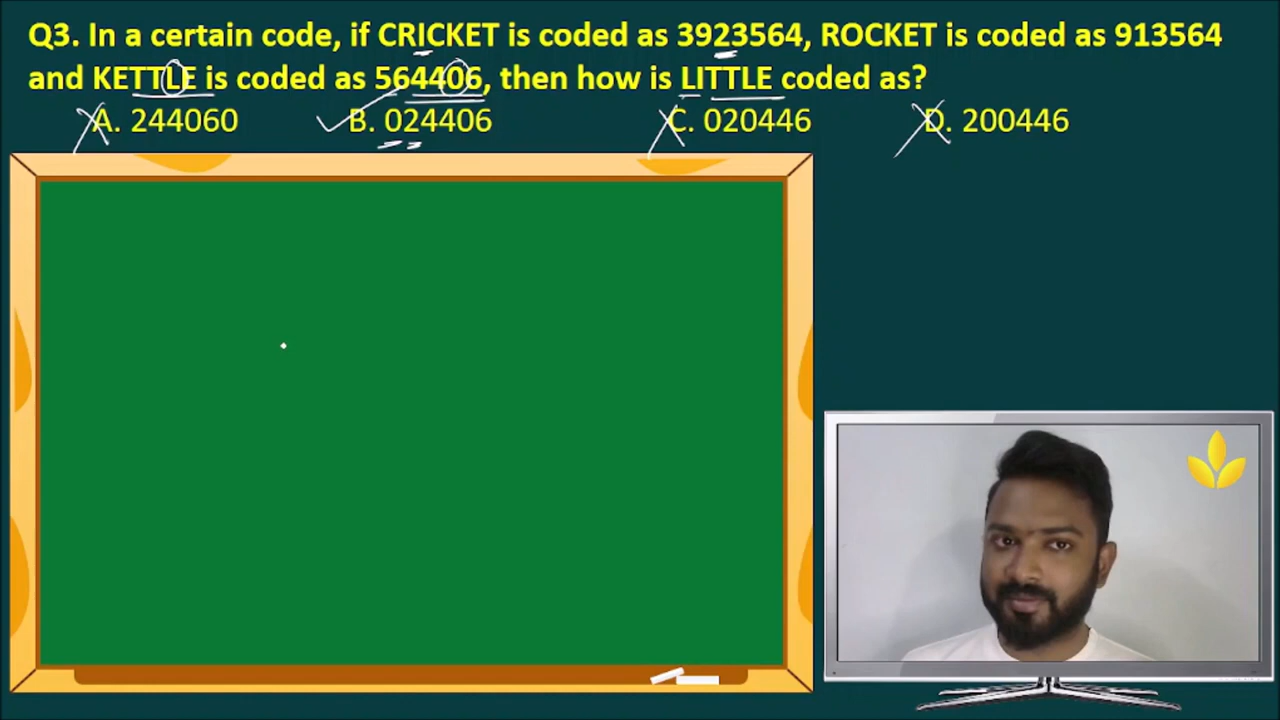 Q3. In a certain code, if CRICKET is coded as 3923564, ROCKET is coded as 913564
and KETTLE is coded as 564406, then how is LITTLE coded as?
A. 244060 B. 024406 C. 020446 D. 200446